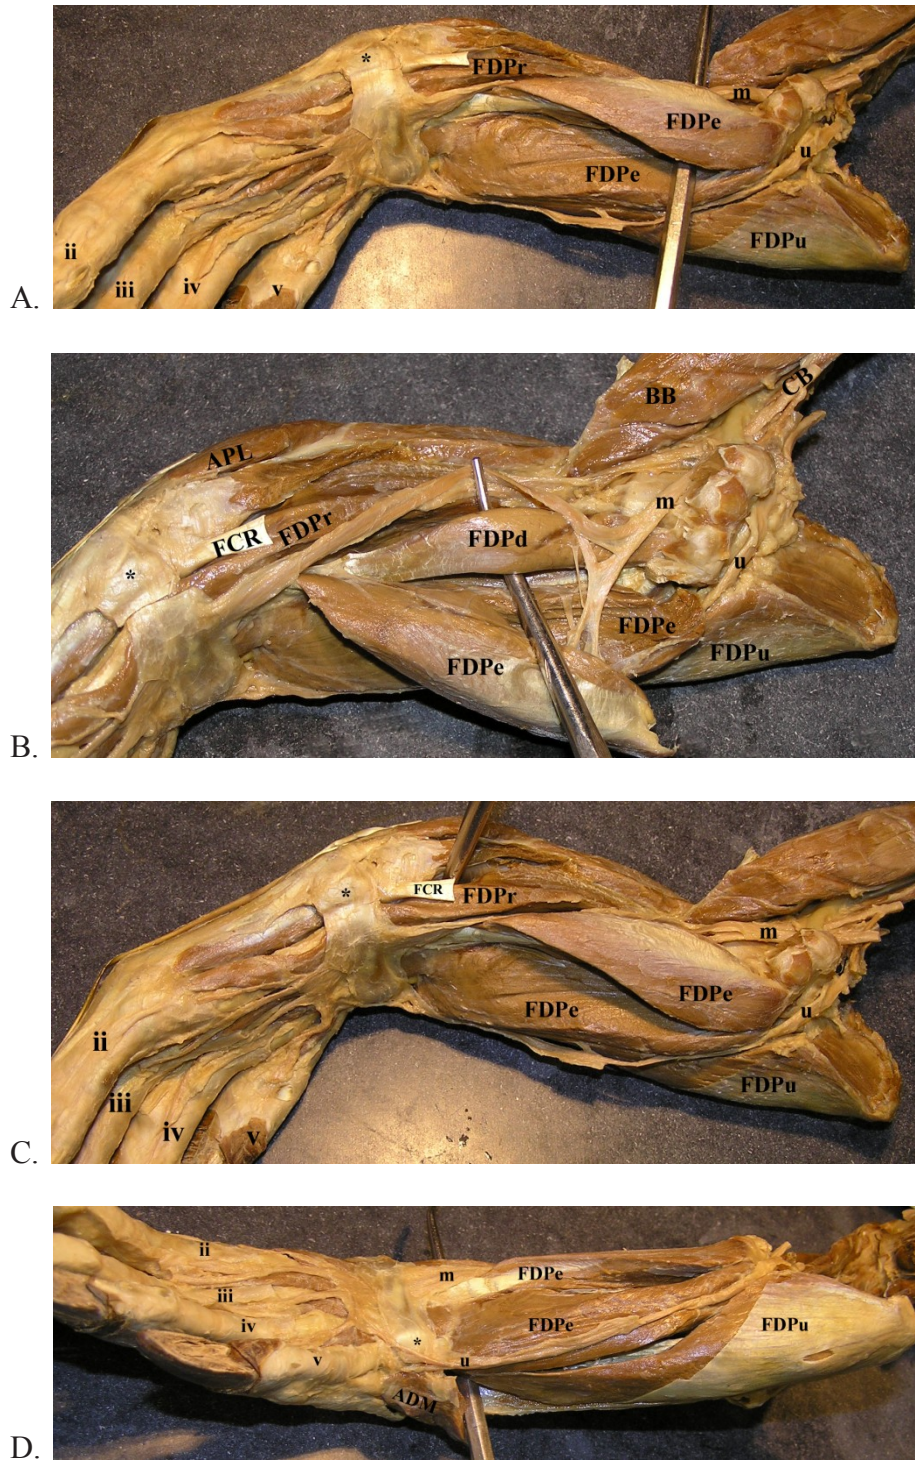 *
FDPr
m
FDPe
u
FDPe
FDPu
ii
iii
iv
v
A.
BB
CB
APL
m
FCR
FDPr
FDPd
*
u
FDPe
FDPe
FDPu
B.
*
FCR
FDPr
m
FDPe
FDPe
u
ii
FDPu
iii
iv
v
C.
ii
m
FDPe
iii
iv
FDPe
FDPu
*
v
u
ADM
D.